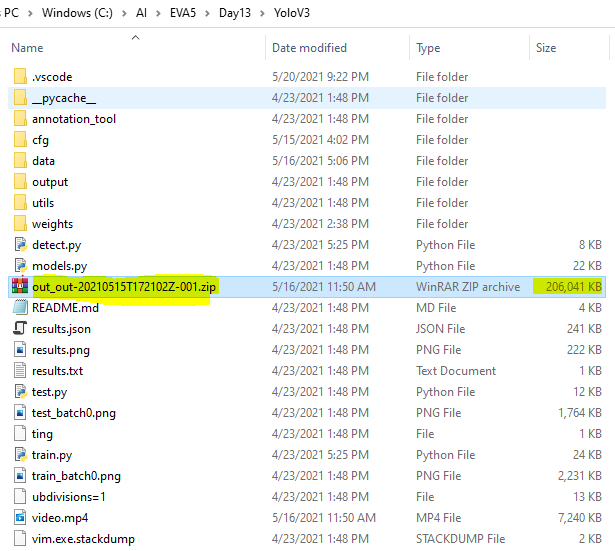 s PC > Windows (C:) > AI > EVA5 > Day13 > YoloV3
Name Date modified Type Size
.vscode 5/20/2021 9:22 PM File folder
__pycache__ 4/23/2021 1:48 PM File folder
annotation_tool 4/23/2021 1:48 PM File folder
cfg 5/15/2021 4:02 PM File folder
data 5/16/2021 5:06 PM File folder
output 4/23/2021 1:48 PM File folder
utils 4/23/2021 1:48 PM File folder
weights 4/23/2021 2:38 PM File folder
detect.py 4/23/2021 5:25 PM Python File 8 KB
models.py 4/23/2021 1:48 PM Python File 22 KB
out_out-20210515T172102Z-001.zip 5/16/2021 11:50 AM WinRAR ZIP archive 206,041 KB
README.md 4/23/2021 1:48 PM MD File 4 KB
results.json 4/23/2021 1:48 PM JSON File 241 KB
results.png 4/23/2021 1:48 PM PNG File 222 KB
results.txt 4/23/2021 1:48 PM Text Document 1 KB
test.py 4/23/2021 1:48 PM Python File 12 KB
test_batch0.png 4/23/2021 1:48 PM PNG File 1,764 KB
ting 4/23/2021 1:48 PM File 1 KB
train.py 4/23/2021 5:25 PM Python File 24 KB
train_batch0.png 4/23/2021 1:48 PM PNG File 2,231 KB
ubdivisions=1 4/23/2021 1:48 PM File 13 KB
video.mp4 5/16/2021 11:50 AM MP4 File 7,240 KB
vim.exe.stackdump 4/23/2021 1:48 PM STACKDUMP File 2 KB